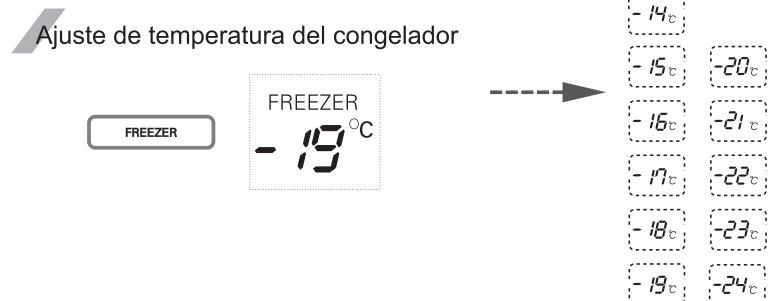 Ajuste de temperatura del congelador
FREEZER
FREEZER
- 19 °C
- 14 ℃
- 15 ℃
- 16 ℃
- 17 ℃
- 18 ℃
- 19 ℃
-20 ℃
-21 ℃
-22 ℃
-23 ℃
-24 ℃